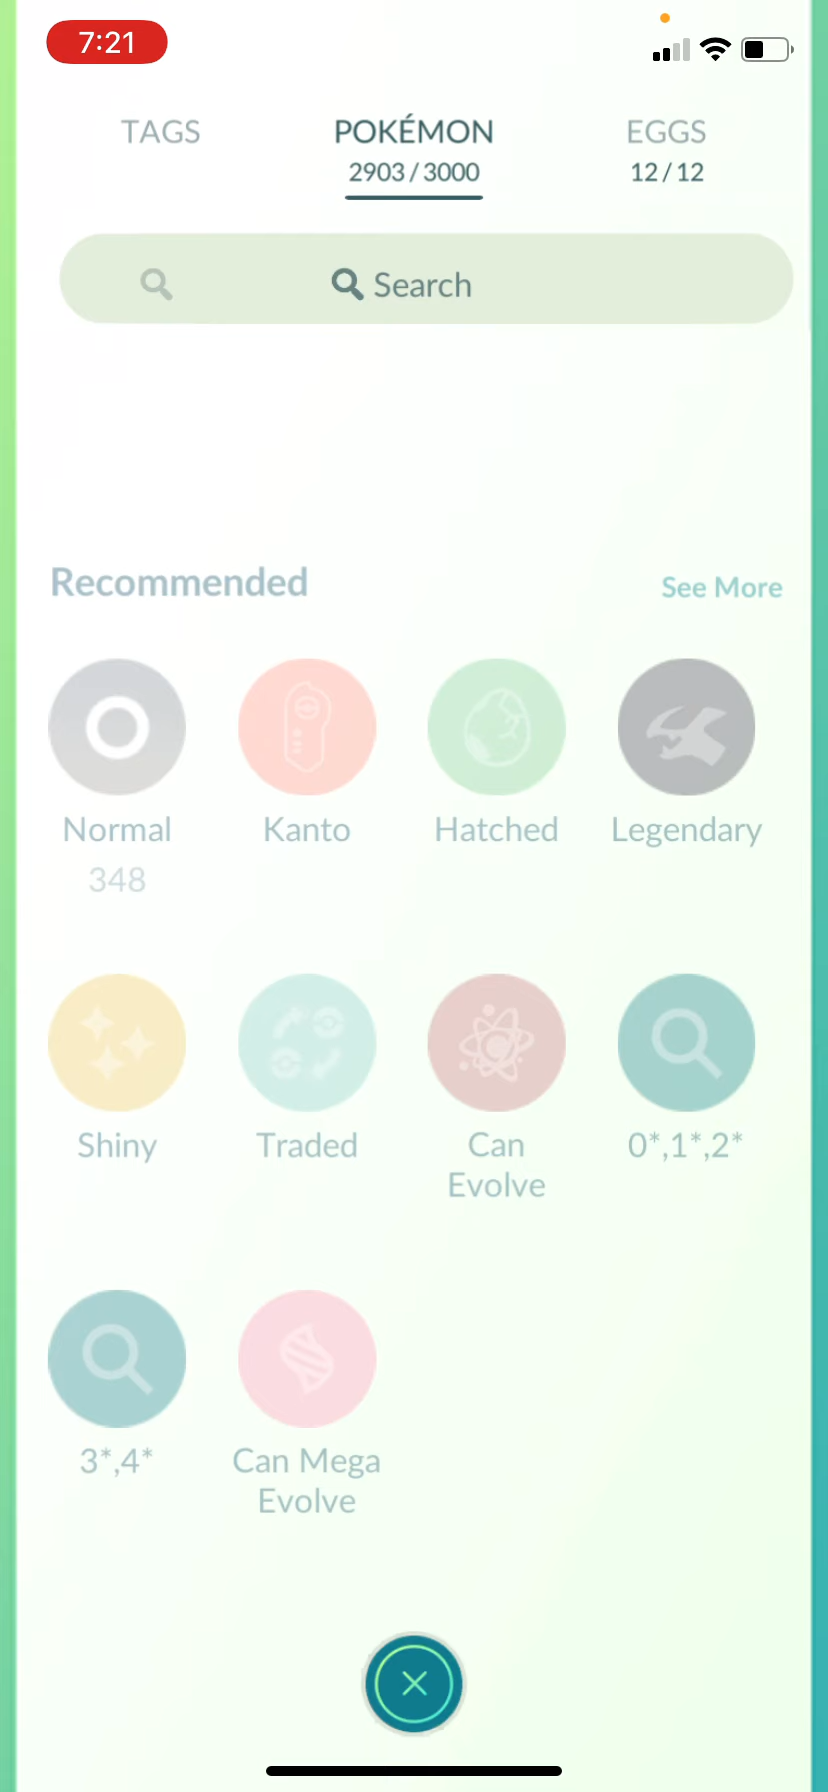 7:21
TAGS POKÉMON EGGS
2903 / 3000 12 / 12
Search
Recommended See More
Normal Kanto Hatched Legendary
348
Shiny Traded Can Evolve 0*,1*,2*
3*,4* Can Mega Evolve